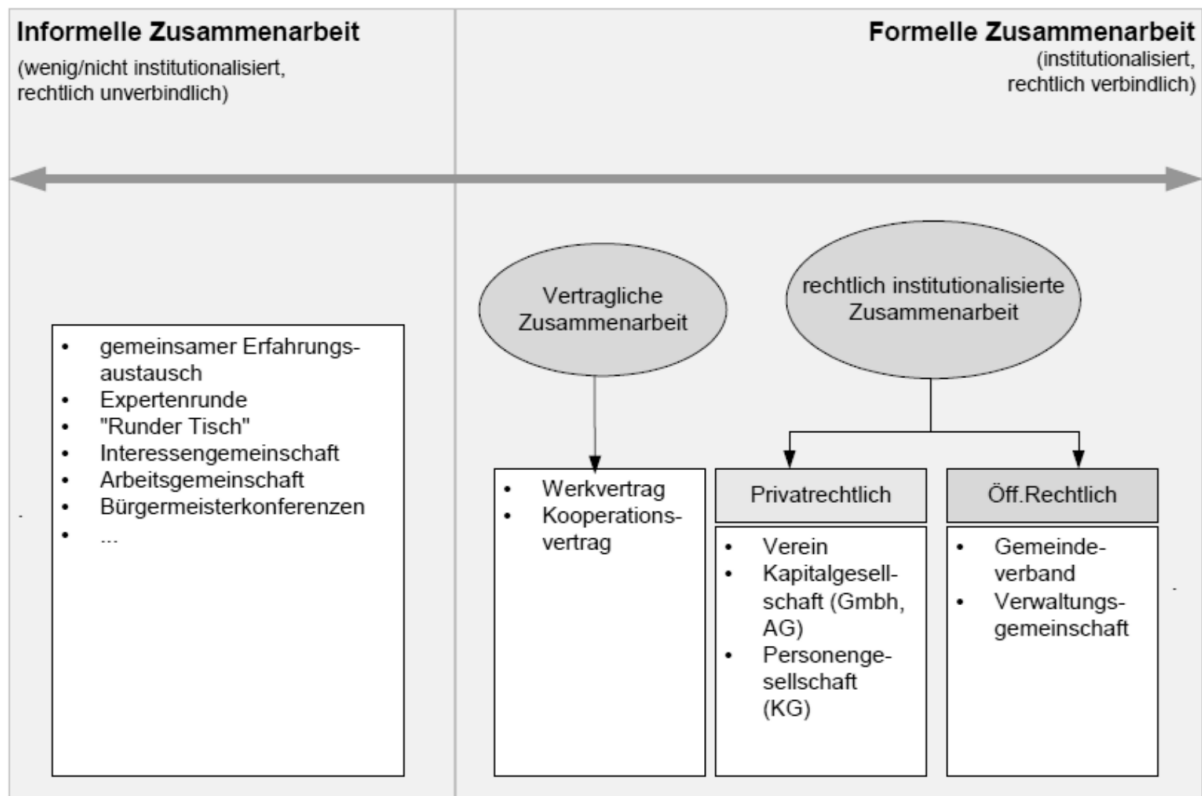 Informelle Zusammenarbeit
(wenig/nicht institutionalisiert,
rechtlich unverbindlich)
Formelle Zusammenarbeit
(institutionalisiert,
rechtlich verbindlich)
Vertragliche
Zusammenarbeit
rechtlich institutionalisierte
Zusammenarbeit
• gemeinsamer Erfahrungs-
austausch
• Expertenrunde
• "Runder Tisch"
• Interessengemeinschaft
• Arbeitsgemeinschaft
• Bürgermeisterkonferenzen
• ...
• Werkvertrag
• Kooperations-
vertrag
Privatrechtlich
• Verein
• Kapitalgesell-
schaft (Gmbh,
AG)
• Personenge-
sellschaft
(KG)
Öff.Rechtlich
• Gemeinde-
verband
• Verwaltungs-
gemeinschaft